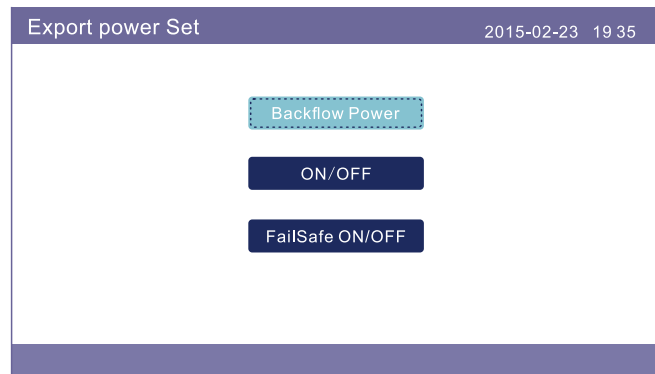 Export power Set
2015-02-23 19 35
Backflow Power
ON/OFF
FailSafe ON/OFF